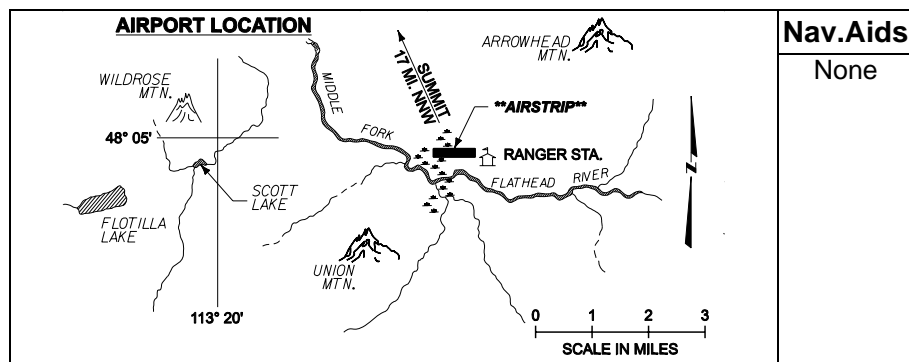 AIRPORT LOCATION
Nav.Aids
None
ARROWHEAD
MTN.
WILDROSE
MTN.
SUMMIT
17 MI. NNW
MIDDLE
FORK
**AIRSTRIP**
48° 05'
RANGER STA.
FLATHEAD RIVER
SCOTT
LAKE
FLOTILLA
LAKE
UNION
MTN.
N
113° 20'
0 1 2 3
SCALE IN MILES